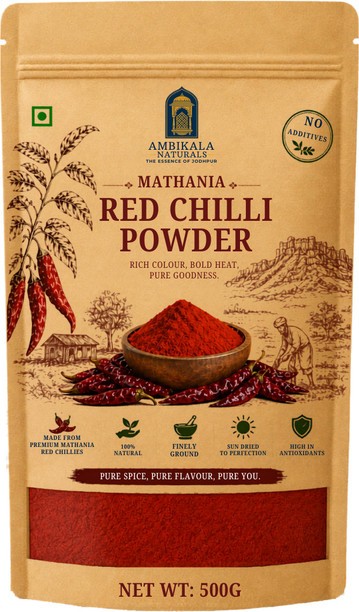 AMBIKALA
NATURALS
THE ESSENCE OF JODHPUR
NO
ADDITIVES
MATHANIA
RED CHILLI
POWDER
RICH COLOUR, BOLD HEAT,
PURE GOODNESS.
MADE FROM
PREMIUM MATHANIA
RED CHILLIES
100%
NATURAL
FINELY
GROUND
SUN DRIED
TO PERFECTION
HIGH IN
ANTIOXIDANTS
PURE SPICE, PURE FLAVOUR, PURE YOU.
NET WT: 500G